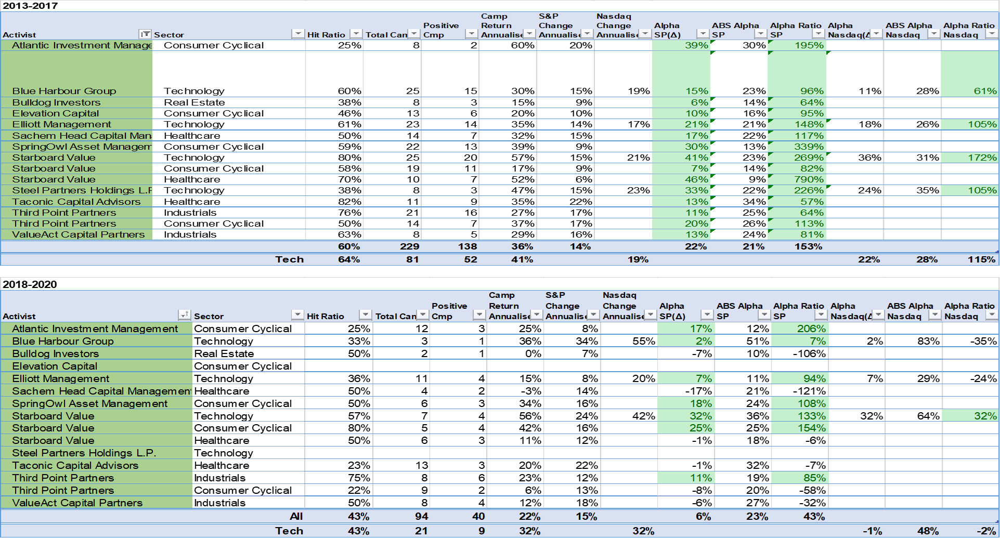 2013-2017
Activist Sector Hit Ratio Total Can Positive Cmp Camp Return Annualise S&P Change Annualise Nasdaq Change Annualise Alpha SP(Δ) ABS Alpha SP Alpha Ratio SP Alpha Nasdaq(Δ ABS Alpha Nasdaq Alpha Ratio Nasdaq
Atlantic Investment Manage Consumer Cyclical 25% 8 2 60% 20% 39% 30% 195%
Blue Harbour Group Technology 60% 25 15 30% 15% 19% 15% 23% 96% 11% 28% 61%
Bulldog Investors Real Estate 38% 8 3 15% 9% 6% 14% 64%
Elevation Capital Consumer Cyclical 46% 13 6 20% 10% 10% 16% 95%
Elliott Management Technology 61% 23 14 35% 14% 17% 21% 21% 148% 18% 26% 105%
Sachem Head Capital Man Healthcare 50% 14 7 32% 15% 17% 22% 117%
SpringOwl Asset Managem Consumer Cyclical 59% 22 13 39% 9% 30% 13% 339%
Starboard Value Technology 80% 25 20 57% 15% 21% 41% 23% 269% 36% 31% 172%
Starboard Value Consumer Cyclical 58% 19 11 17% 9% 7% 14% 82%
Starboard Value Healthcare 70% 10 7 52% 6% 46% 9% 790%
Steel Partners Holdings L.P Technology 38% 8 3 47% 15% 23% 33% 22% 226% 24% 35% 105%
Taconic Capital Advisors Healthcare 82% 11 9 35% 22% 13% 34% 57%
Third Point Partners Industrials 76% 21 16 27% 17% 11% 25% 64%
Third Point Partners Consumer Cyclical 50% 14 7 37% 17% 20% 26% 113%
ValueAct Capital Partners Industrials 63% 8 5 29% 16% 13% 24% 81%
60% 229 138 36% 14% 22% 21% 153%
Tech 64% 81 52 41% 19% 22% 28% 115%
2018-2020
Activist Sector Hit Ratio Total Can Positive Cmp Camp Return Annualise S&P Change Annualise Nasdaq Change Annualise Alpha SP(Δ) ABS Alpha SP Alpha Ratio SP Alpha Nasdaq(Δ ABS Alpha Nasdaq Alpha Ratio Nasdaq
Atlantic Investment Management Consumer Cyclical 25% 12 3 25% 8% 17% 12% 206%
Blue Harbour Group Technology 33% 3 1 36% 34% 55% 2% 51% 7% 2% 83% -35%
Bulldog Investors Real Estate 50% 2 1 0% 7% -7% 10% -106%
Elevation Capital Consumer Cyclical
Elliott Management Technology 36% 11 4 15% 8% 20% 7% 11% 94% 7% 29% -24%
Sachem Head Capital Management Healthcare 50% 4 2 -3% 14% -17% 21% -121%
SpringOwl Asset Management Consumer Cyclical 50% 6 3 34% 16% 18% 24% 108%
Starboard Value Technology 57% 7 4 56% 24% 42% 32% 36% 133% 32% 64% 32%
Starboard Value Consumer Cyclical 80% 5 4 42% 16% 25% 25% 154%
Starboard Value Healthcare 50% 6 3 11% 12% -1% 18% -6%
Steel Partners Holdings L.P. Technology
Taconic Capital Advisors Healthcare 23% 13 3 20% 22% -1% 32% -7%
Third Point Partners Industrials 75% 8 6 23% 12% 11% 19% 85%
Third Point Partners Consumer Cyclical 22% 9 2 6% 13% -8% 20% -58%
ValueAct Capital Partners Industrials 50% 8 4 12% 18% -6% 27% -32%
All 43% 94 40 22% 15% 6% 23% 43%
Tech 43% 21 9 32% 32% -1% 48% -2%